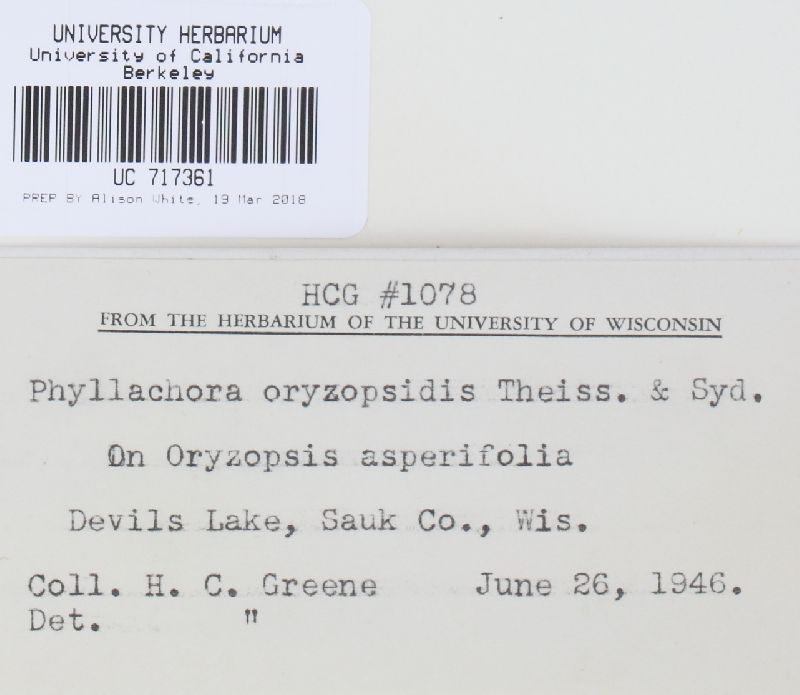 UNIVERSITY HERBARIUM
University of California
Berkeley
UC 717361
PREP BY Alison White, 19 Mar 2018
HCG #1078
FROM THE HERBARIUM OF THE UNIVERSITY OF WISCONSIN
Phyllachora oryzopsidis Theiss. & Syd.
On Oryzopsis asperifolia
Devils Lake, Sauk Co., Wis.
Coll. H. C. Greene June 26, 1946.
Det. "